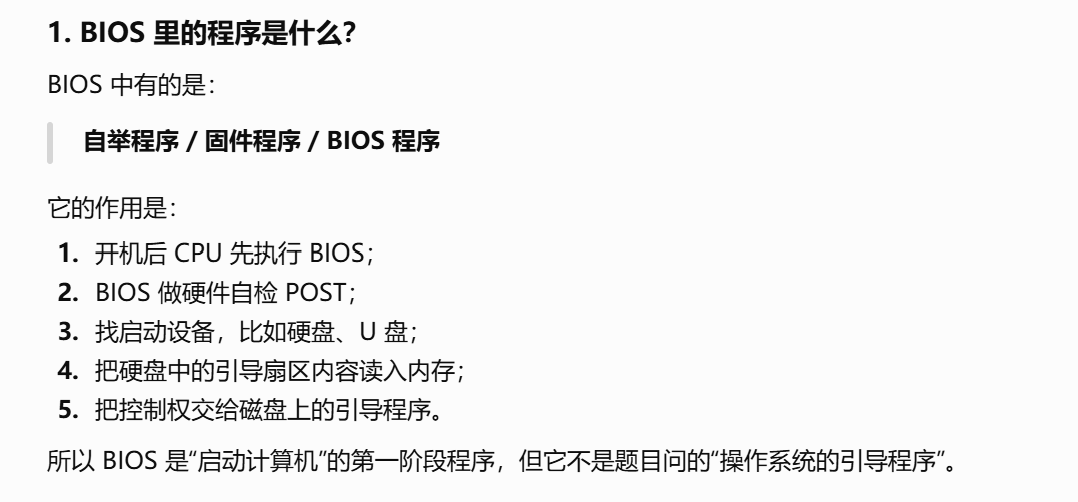 1. BIOS 里的程序是什么?
BIOS 中有的是:
自举程序 / 固件程序 / BIOS 程序
它的作用是:
1. 开机后 CPU 先执行 BIOS;
2. BIOS 做硬件自检 POST;
3. 找启动设备，比如硬盘、U 盘;
4. 把硬盘中的引导扇区内容读入内存;
5. 把控制权交给磁盘上的引导程序。
所以 BIOS 是“启动计算机”的第一阶段程序，但它不是题目问的“操作系统的引导程序”。